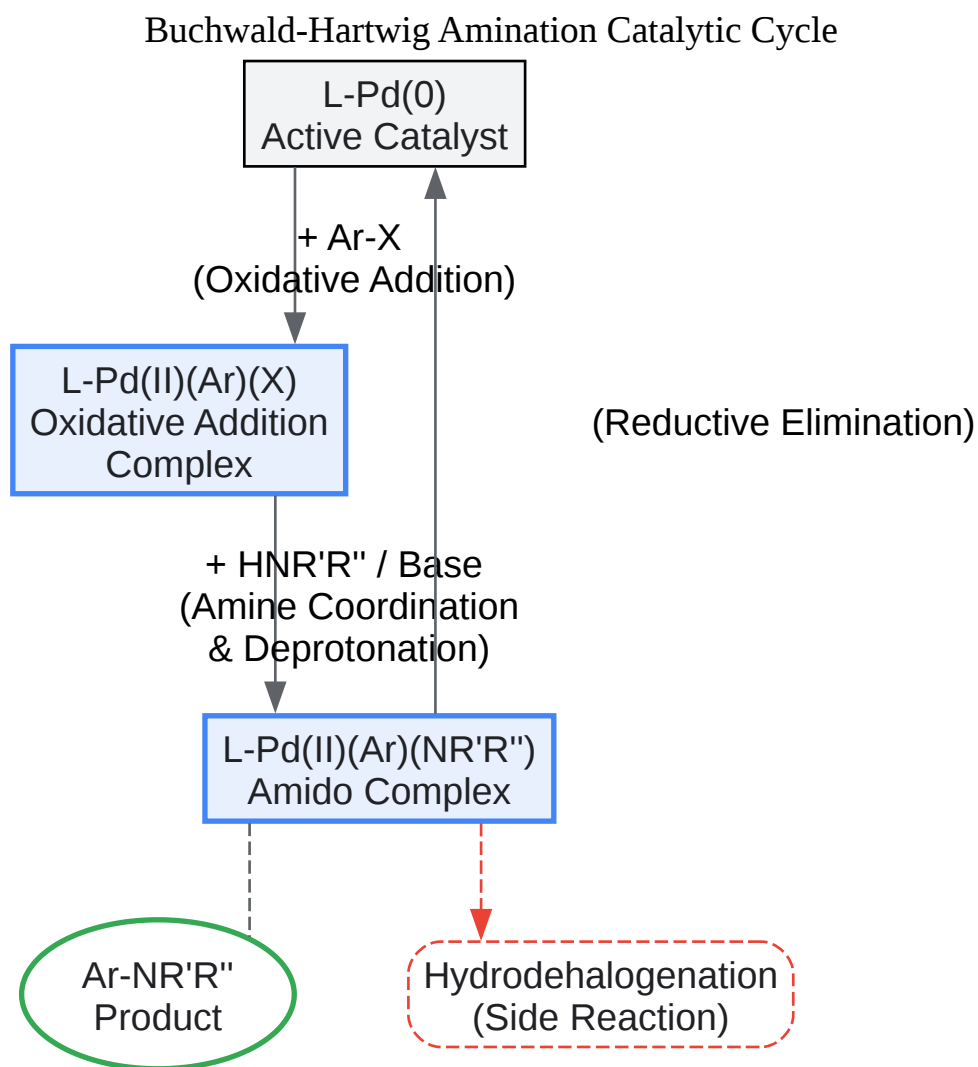 Buchwald-Hartwig Amination Catalytic Cycle
L-Pd(0)
Active Catalyst
+ Ar-X
(Oxidative Addition)
L-Pd(II)(Ar)(X)
Oxidative Addition
Complex
(Reductive Elimination)
+ HNR'R'' / Base
(Amine Coordination
& Deprotonation)
L-Pd(II)(Ar)(NR'R'')
Amido Complex
Ar-NR'R''
Product
Hydrodehalogenation
(Side Reaction)